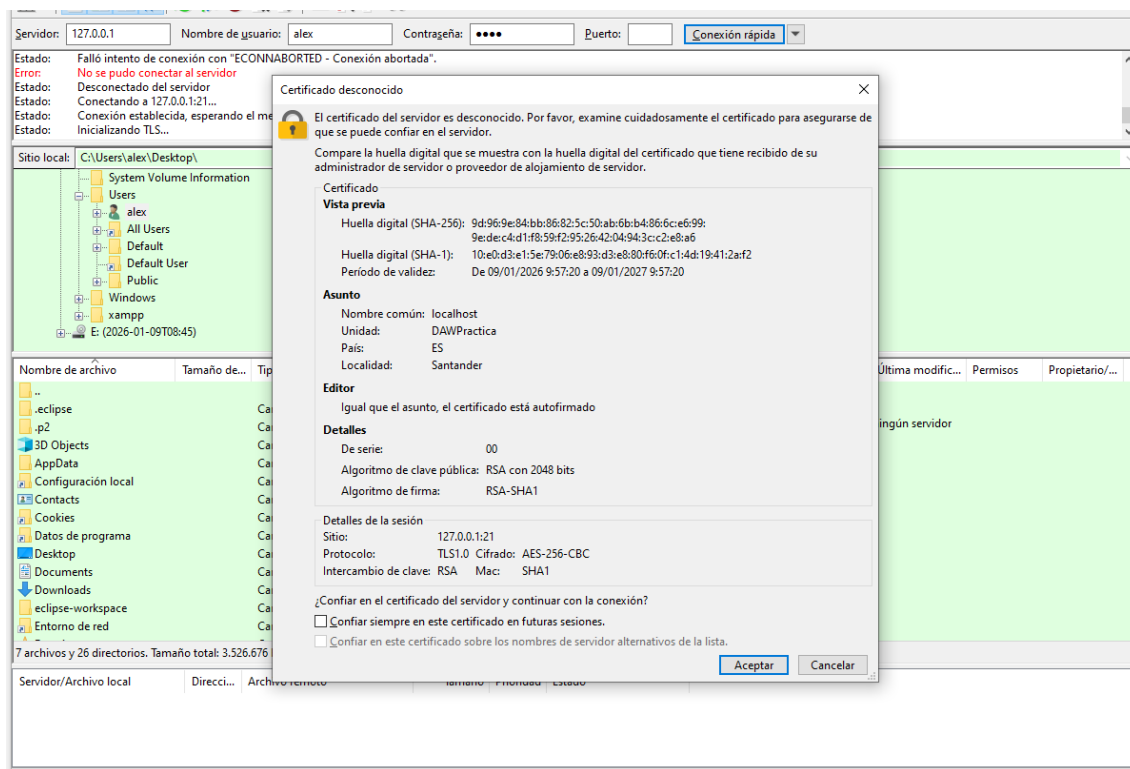 Servidor: 127.0.0.1 Nombre de usuario: alex Contraseña: •••• Puerto: Conexión rápida
Estado: Falló intento de conexión con "ECONNABORTED - Conexión abortada".
Error: No se pudo conectar al servidor
Estado: Desconectado del servidor
Estado: Conectando a 127.0.0.1:21...
Estado: Conexión establecida, esperando el me
Estado: Inicializando TLS...
Sitio local: C:\Users\alex\Desktop\
System Volume Information
Users
alex
All Users
Default
Default User
Public
Windows
xampp
E: (2026-01-09T08:45)
Nombre de archivo Tamaño de... Tip
..
.eclipse Ca
.p2 Ca
3D Objects Ca
AppData Ca
Configuración local Ca
Contacts Ca
Cookies Ca
Datos de programa Ca
Desktop Ca
Documents Ca
Downloads Ca
eclipse-workspace Ca
Entorno de red Ca
7 archivos y 26 directorios. Tamaño total: 3.526.676
Servidor/Archivo local Direcci... Archivo remoto Tamaño Prioridad Estado
Última modific... Permisos Propietario/...
ingún servidor
Certificado desconocido
El certificado del servidor es desconocido. Por favor, examine cuidadosamente el certificado para asegurarse de
que se puede confiar en el servidor.
Compare la huella digital que se muestra con la huella digital del certificado que tiene recibido de su
administrador de servidor o proveedor de alojamiento de servidor.
Certificado
Vista previa
Huella digital (SHA-256): 9d:96:9e:84:bb:86:82:5c:50:ab:6b:b4:86:6c:e6:99:
9e:de:c4:d1:f8:59:f2:95:26:42:04:94:3c:c2:e8:a6
Huella digital (SHA-1): 10:e0:d3:e1:5e:79:06:e8:93:d3:e8:80:f6:0f:c1:4d:19:41:2a:f2
Período de validez: De 09/01/2026 9:57:20 a 09/01/2027 9:57:20
Asunto
Nombre común: localhost
Unidad: DAWPractica
País: ES
Localidad: Santander
Editor
Igual que el asunto, el certificado está autofirmado
Detalles
De serie: 00
Algoritmo de clave pública: RSA con 2048 bits
Algoritmo de firma: RSA-SHA1
Detalles de la sesión
Sitio: 127.0.0.1:21
Protocolo: TLS1.0 Cifrado: AES-256-CBC
Intercambio de clave: RSA Mac: SHA1
¿Confiar en el certificado del servidor y continuar con la conexión?
Confiar siempre en este certificado en futuras sesiones.
Confiar en este certificado sobre los nombres de servidor alternativos de la lista.
Aceptar Cancelar